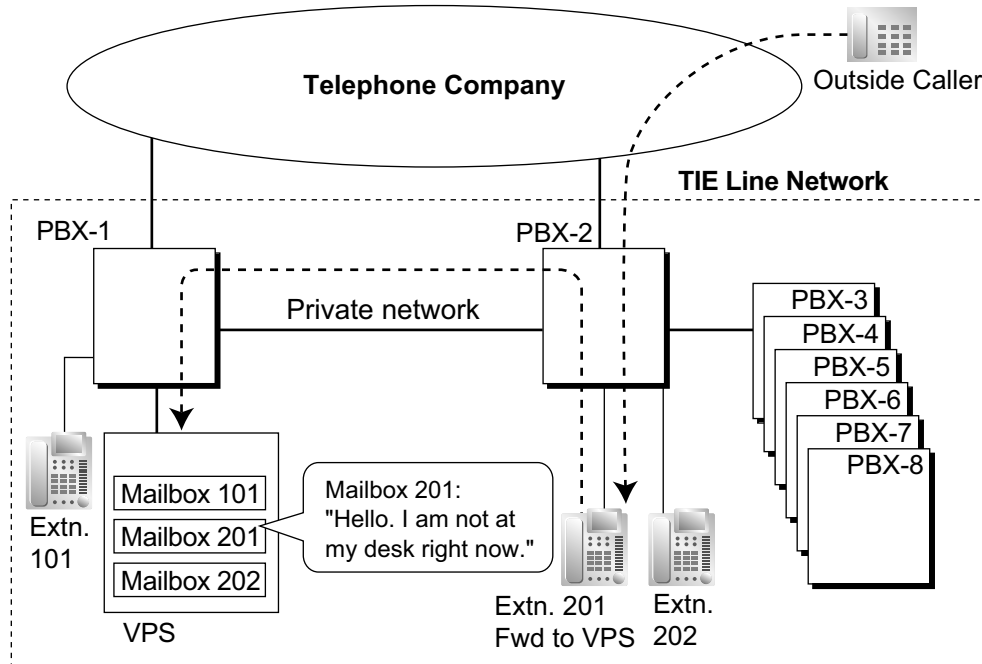 Telephone Company
Outside Caller
TIE Line Network
PBX-1
PBX-2
Private network
PBX-3
PBX-4
PBX-5
PBX-6
PBX-7
PBX-8
Extn.
101
Mailbox 101
Mailbox 201
Mailbox 202
VPS
Mailbox 201:
"Hello. I am not at
my desk right now."
Extn. 201
Fwd to VPS
Extn.
202